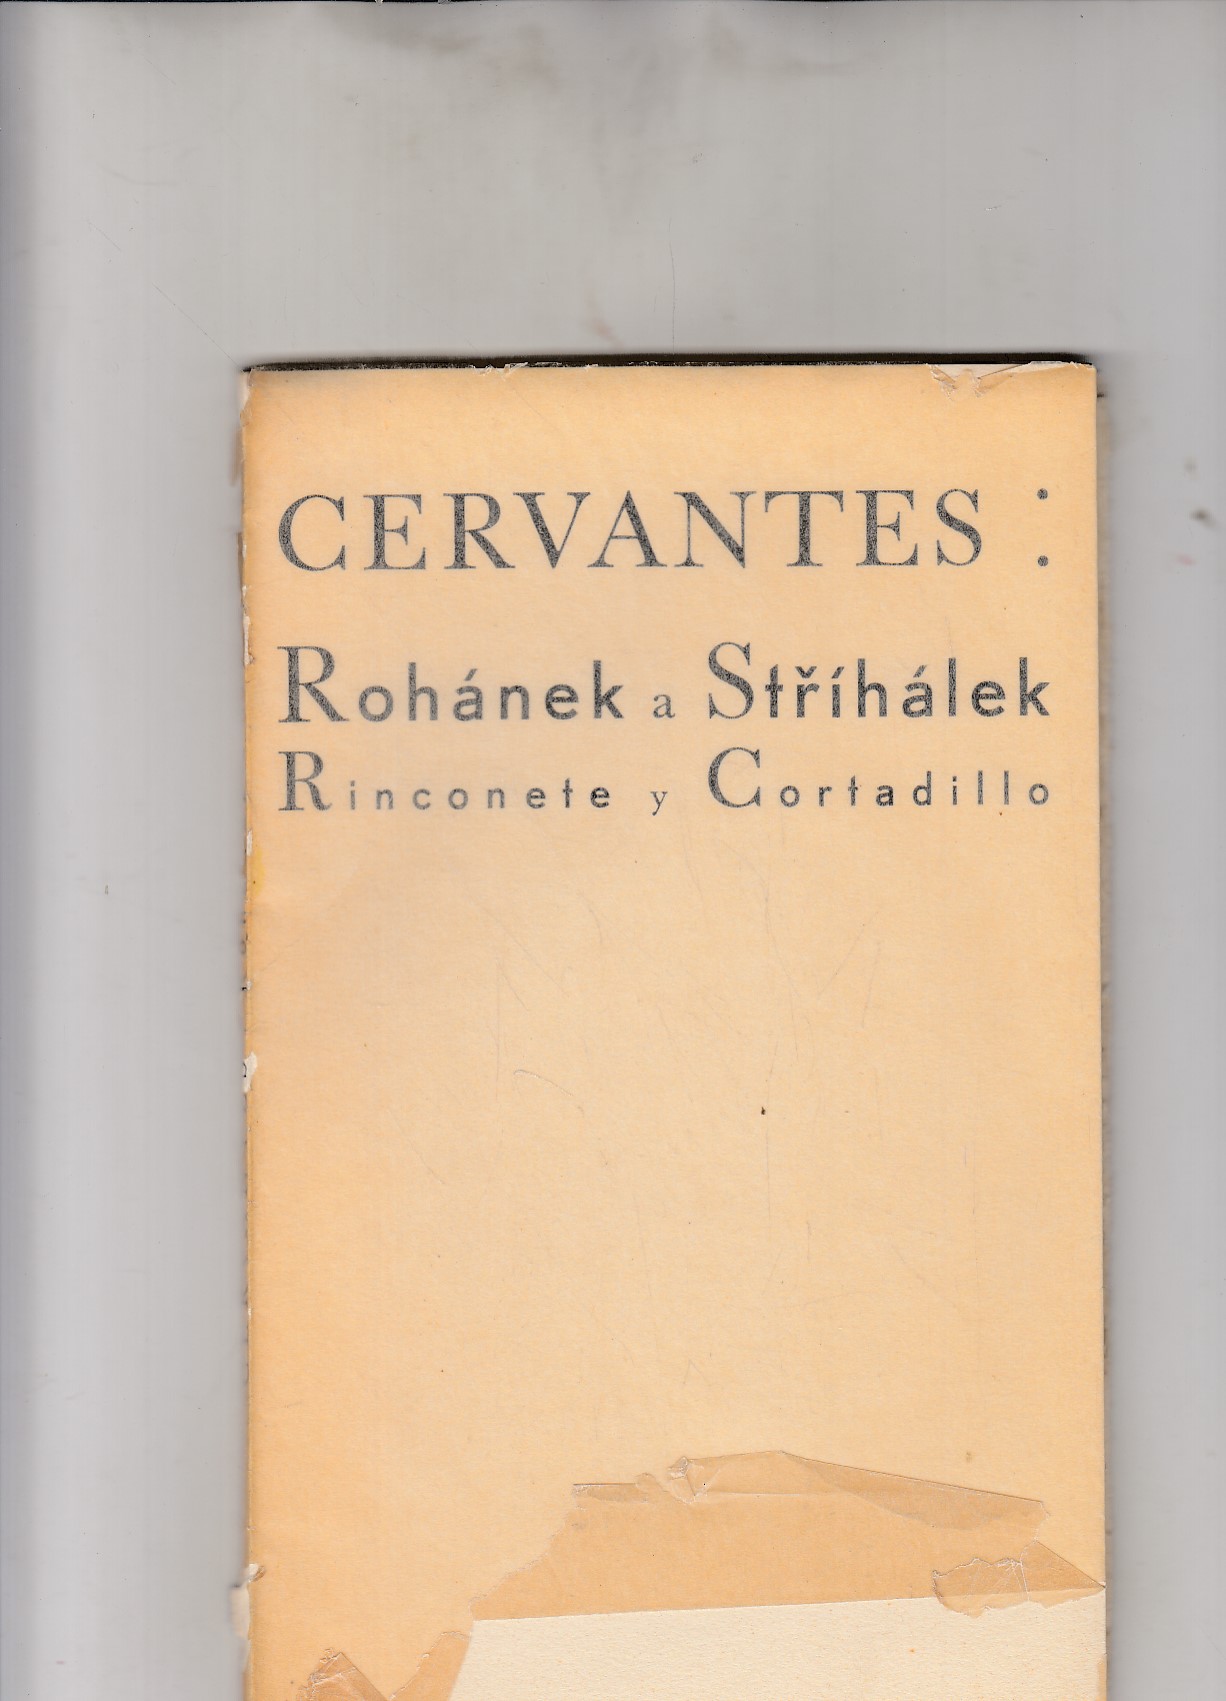 CERVANTES :
Rohánek a Stříhálek
Rinconete y Cortadillo